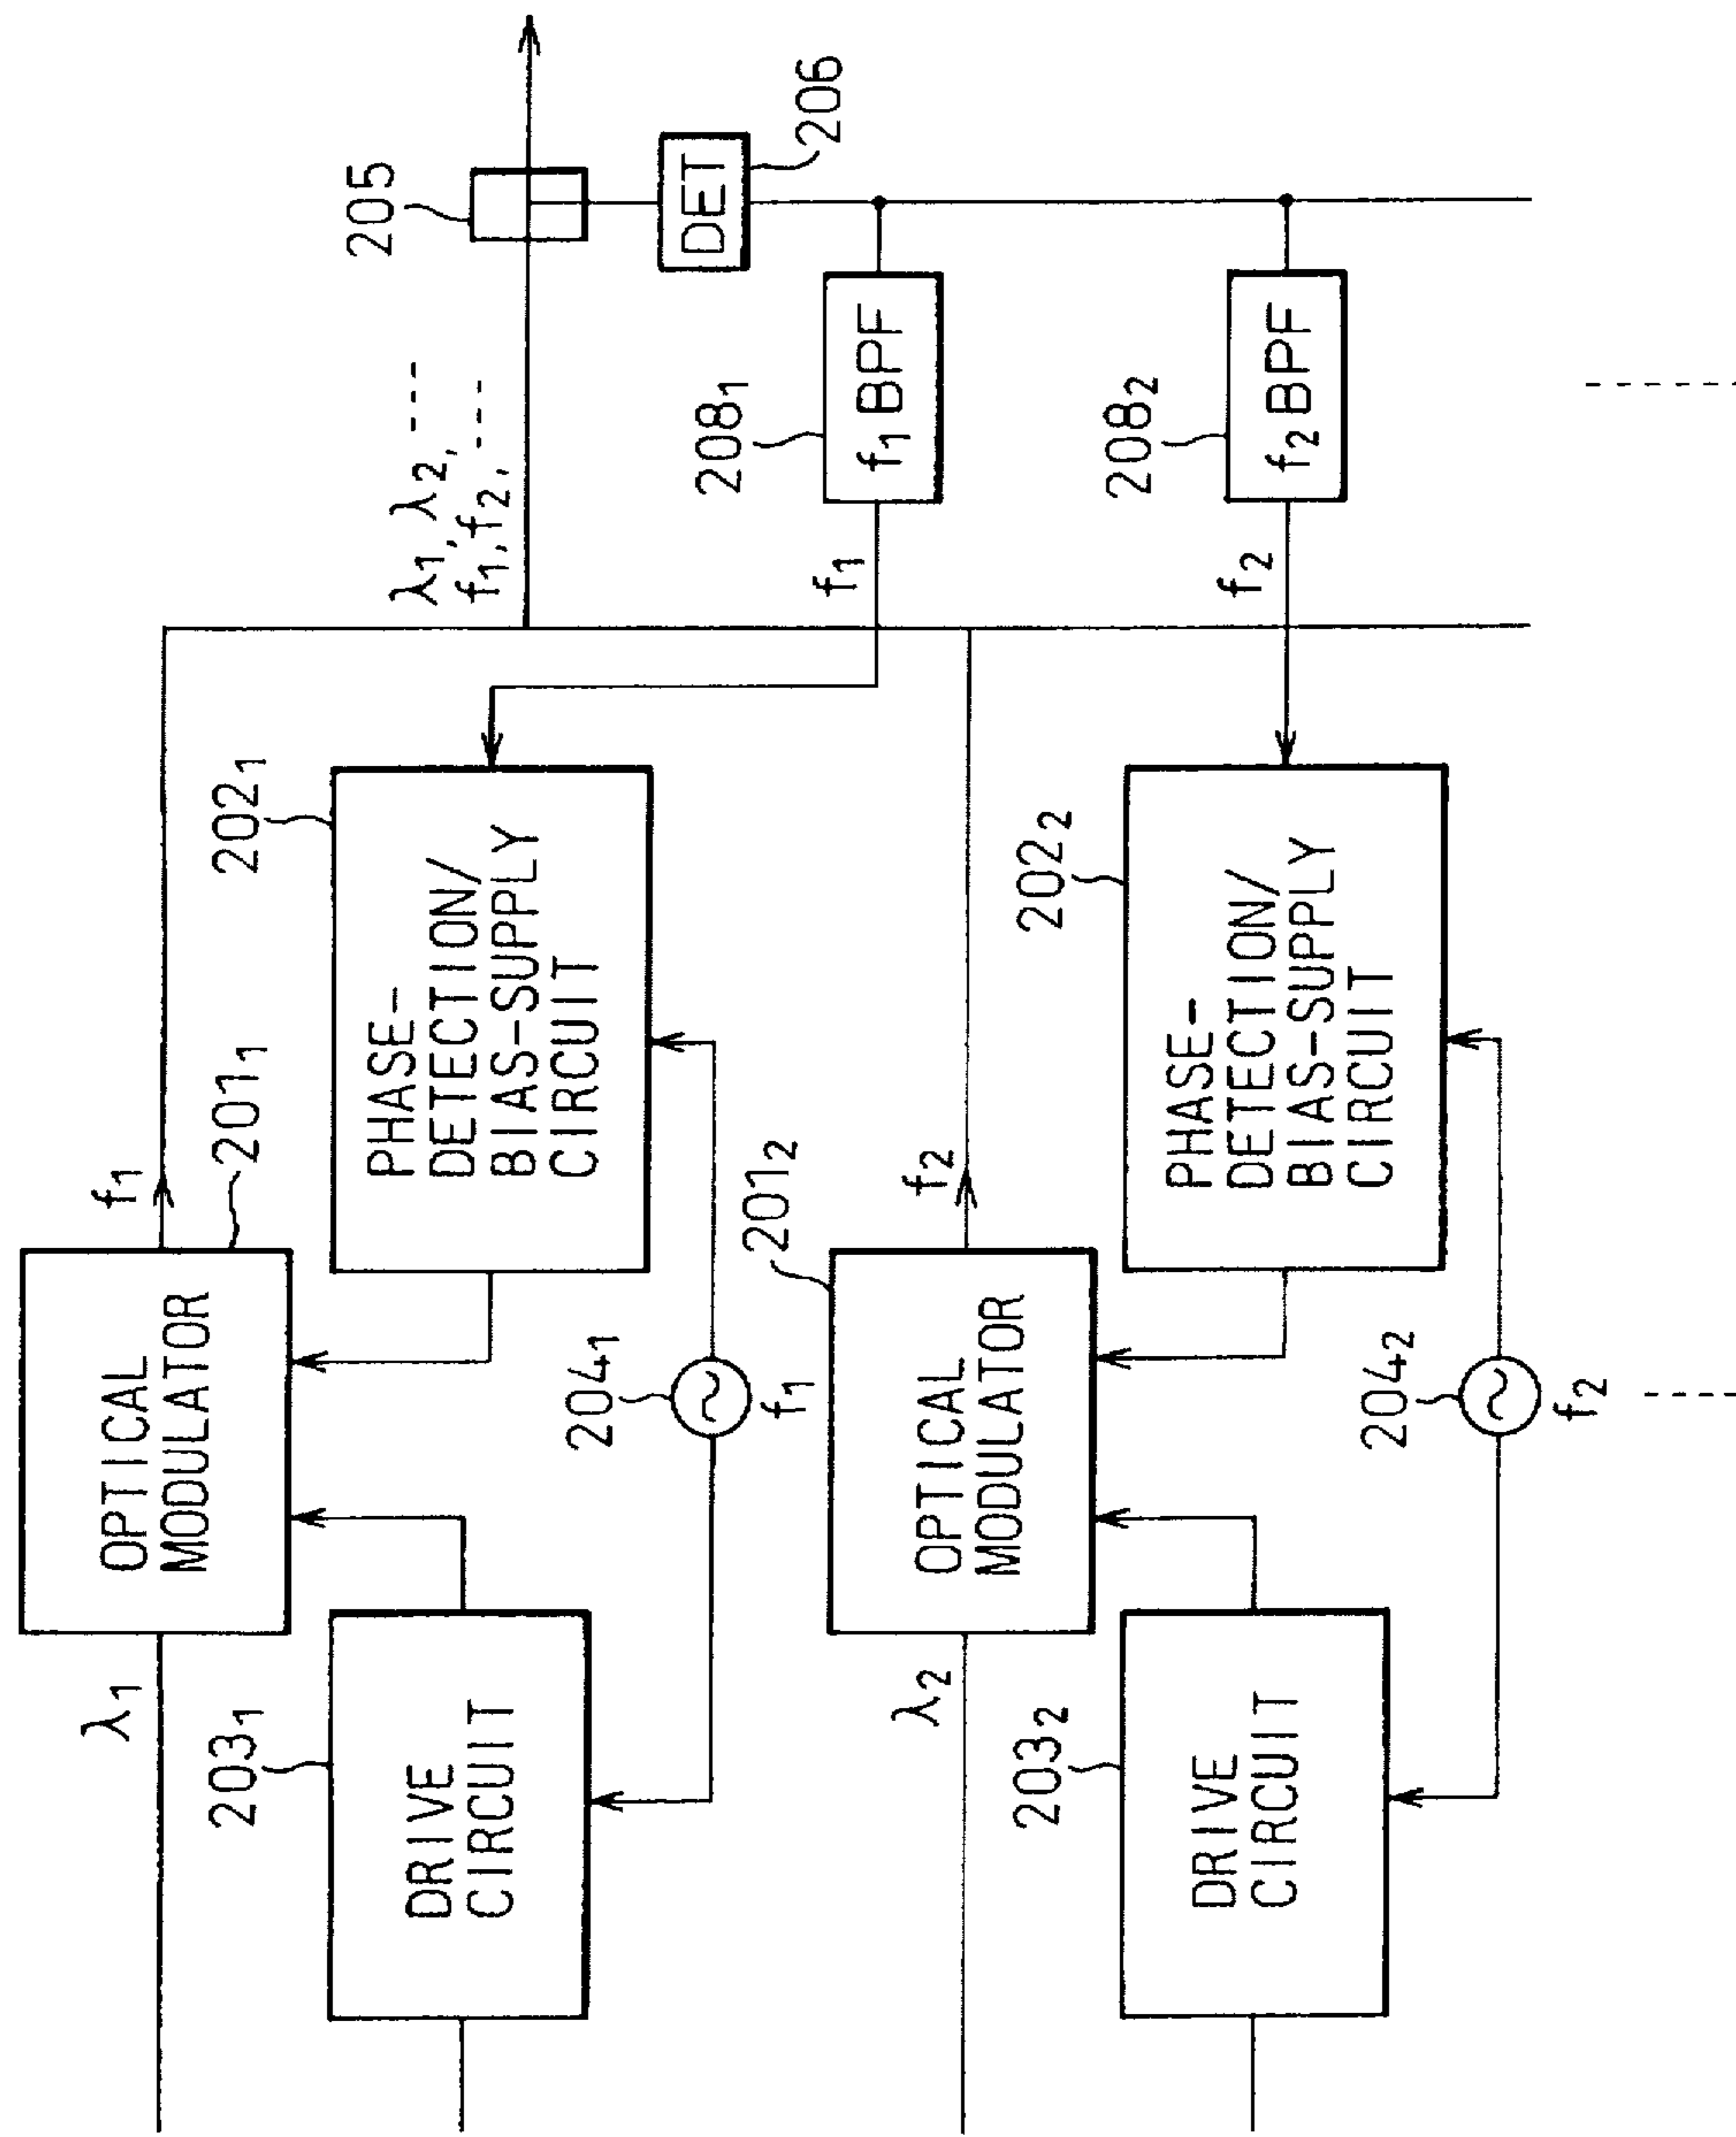 λ₁
OPTICAL
MODULATOR
f₁
201₁
203₁
DRIVE
CIRCUIT
202₁
PHASE-
DETECTION/
BIAS-SUPPLY
CIRCUIT
204₁
f₁
λ₁, λ₂, ---
f₁, f₂, ---
205
DET
206
208₁
f₁ BPF
f₁
λ₂
OPTICAL
MODULATOR
f₂
201₂
203₂
DRIVE
CIRCUIT
202₂
PHASE-
DETECTION/
BIAS-SUPPLY
CIRCUIT
204₂
f₂
208₂
f₂ BPF
f₂